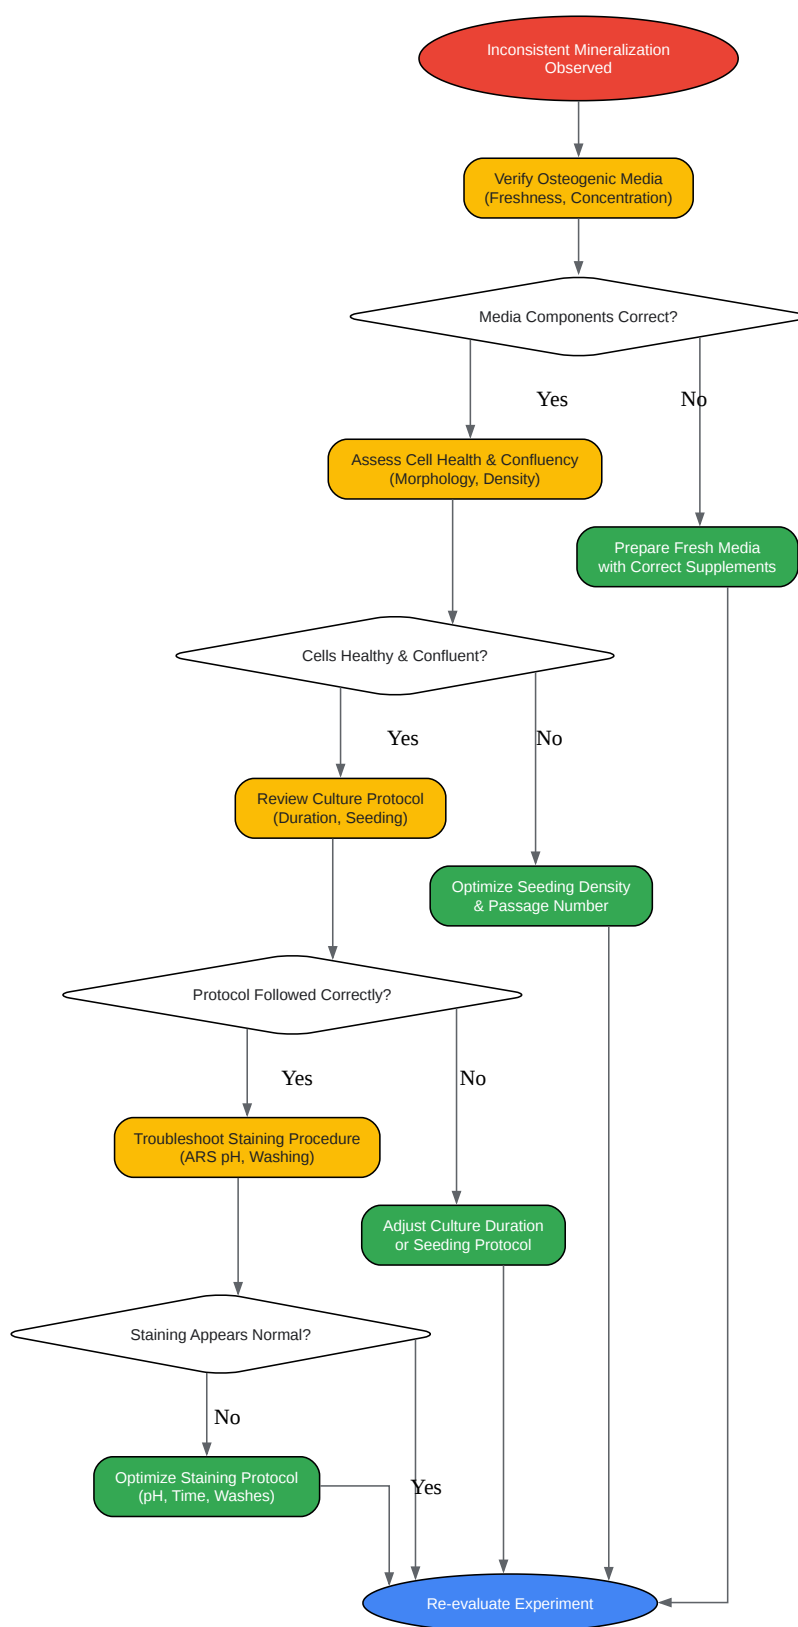 Inconsistent Mineralization
Observed
Verify Osteogenic Media
(Freshness, Concentration)
Media Components Correct?
Yes
No
Assess Cell Health & Confluency
(Morphology, Density)
Prepare Fresh Media
with Correct Supplements
Cells Healthy & Confluent?
Yes
No
Review Culture Protocol
(Duration, Seeding)
Optimize Seeding Density
& Passage Number
Protocol Followed Correctly?
Yes
No
Troubleshoot Staining Procedure
(ARS pH, Washing)
Adjust Culture Duration
or Seeding Protocol
Staining Appears Normal?
No
Optimize Staining Protocol
(pH, Time, Washes)
Yes
Re-evaluate Experiment